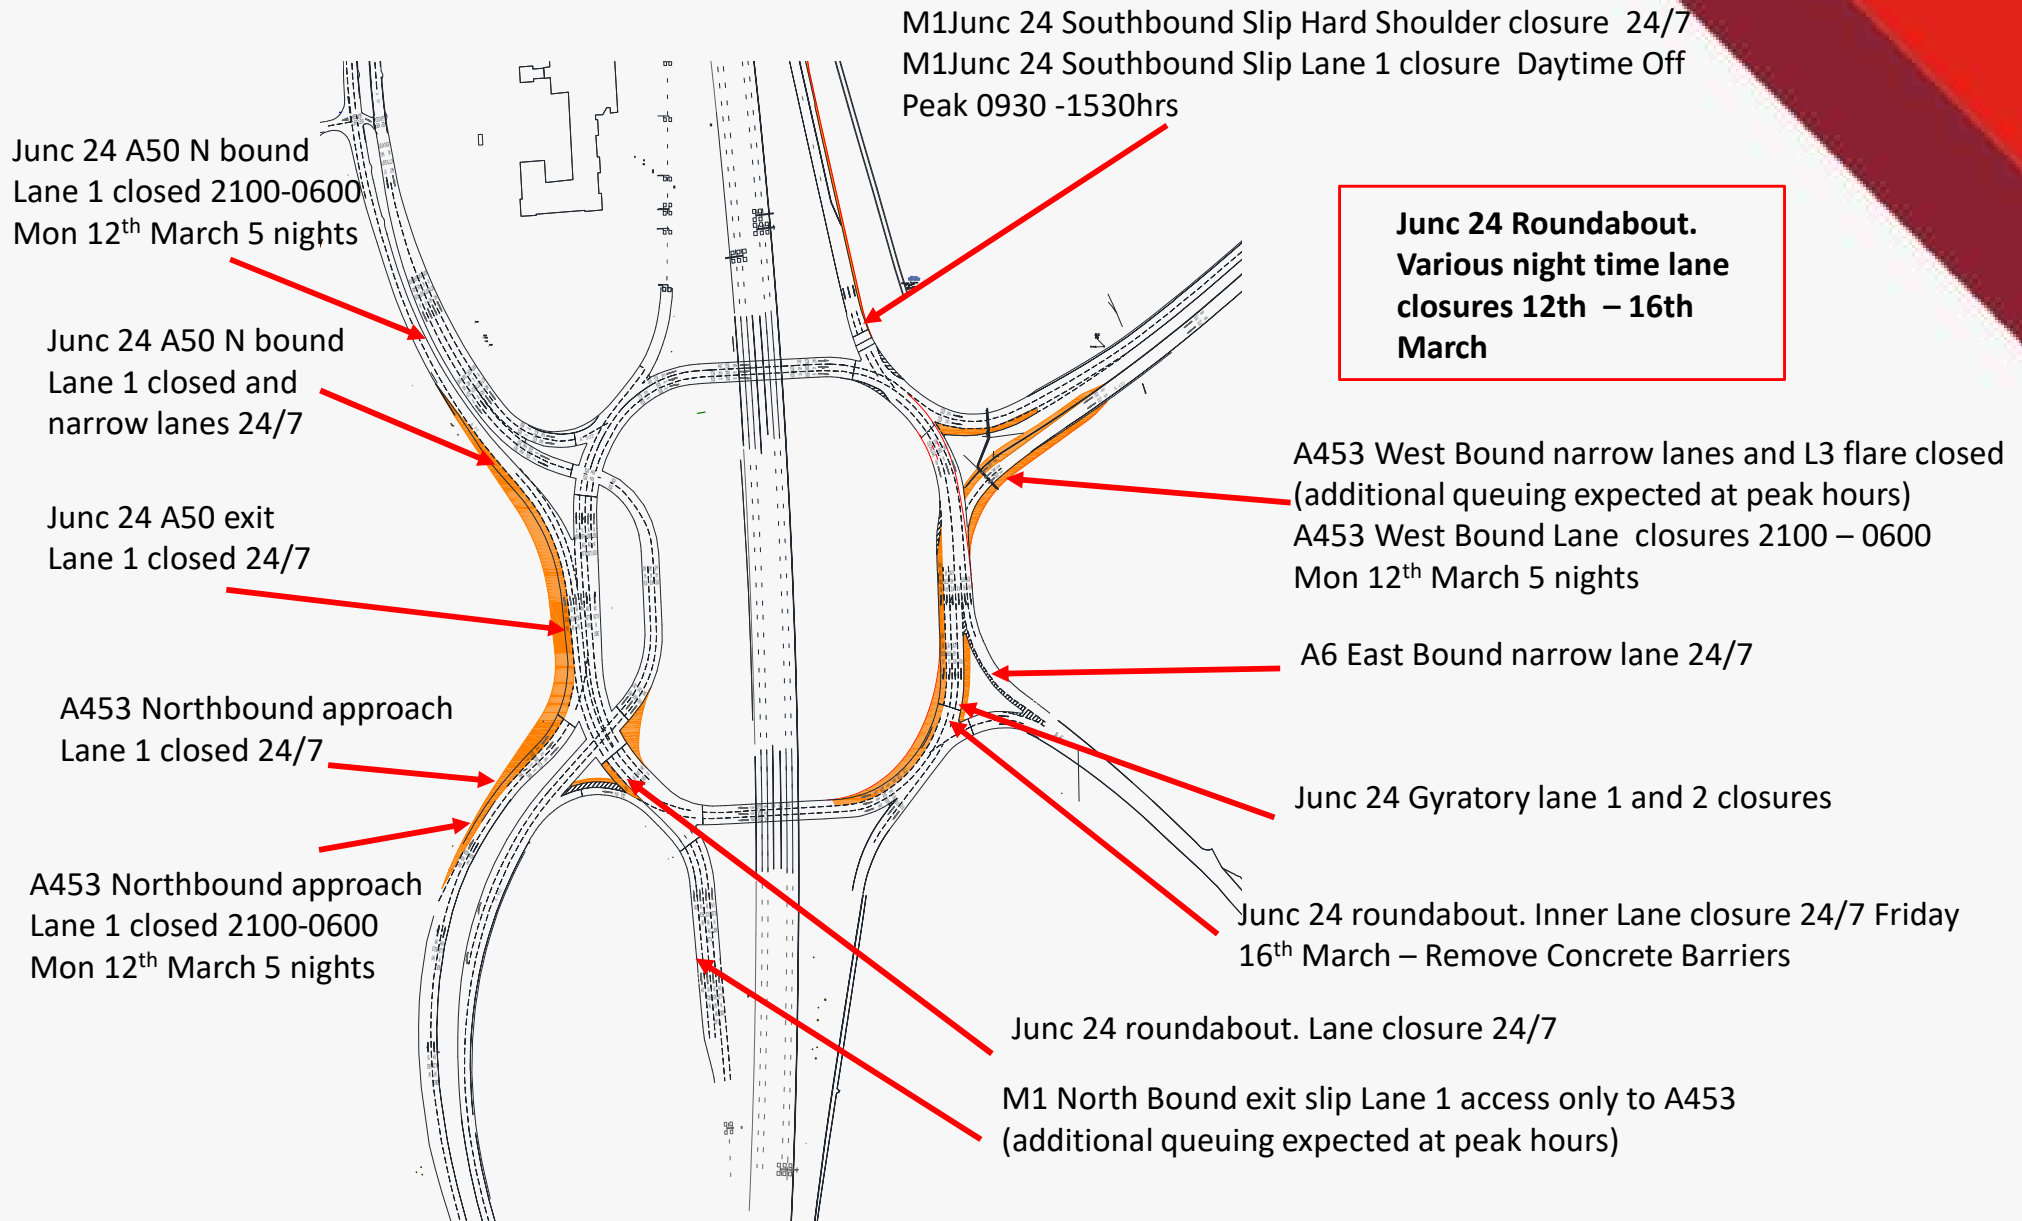 M1Junc 24 Southbound Slip Hard Shoulder closure 24/7
M1Junc 24 Southbound Slip Lane 1 closure Daytime Off
Peak 0930 -1530hrs
Junc 24 A50 N bound
Lane 1 closed 2100-0600
Mon 12th March 5 nights
Junc 24 Roundabout.
Various night time lane
closures 12th – 16th
March
Junc 24 A50 N bound
Lane 1 closed and
narrow lanes 24/7
A453 West Bound narrow lanes and L3 flare closed
(additional queuing expected at peak hours)
A453 West Bound Lane closures 2100 – 0600
Mon 12th March 5 nights
Junc 24 A50 exit
Lane 1 closed 24/7
A6 East Bound narrow lane 24/7
A453 Northbound approach
Lane 1 closed 24/7
Junc 24 Gyratory lane 1 and 2 closures
A453 Northbound approach
Lane 1 closed 2100-0600
Mon 12th March 5 nights
Junc 24 roundabout. Inner Lane closure 24/7 Friday
16th March – Remove Concrete Barriers
Junc 24 roundabout. Lane closure 24/7
M1 North Bound exit slip Lane 1 access only to A453
(additional queuing expected at peak hours)